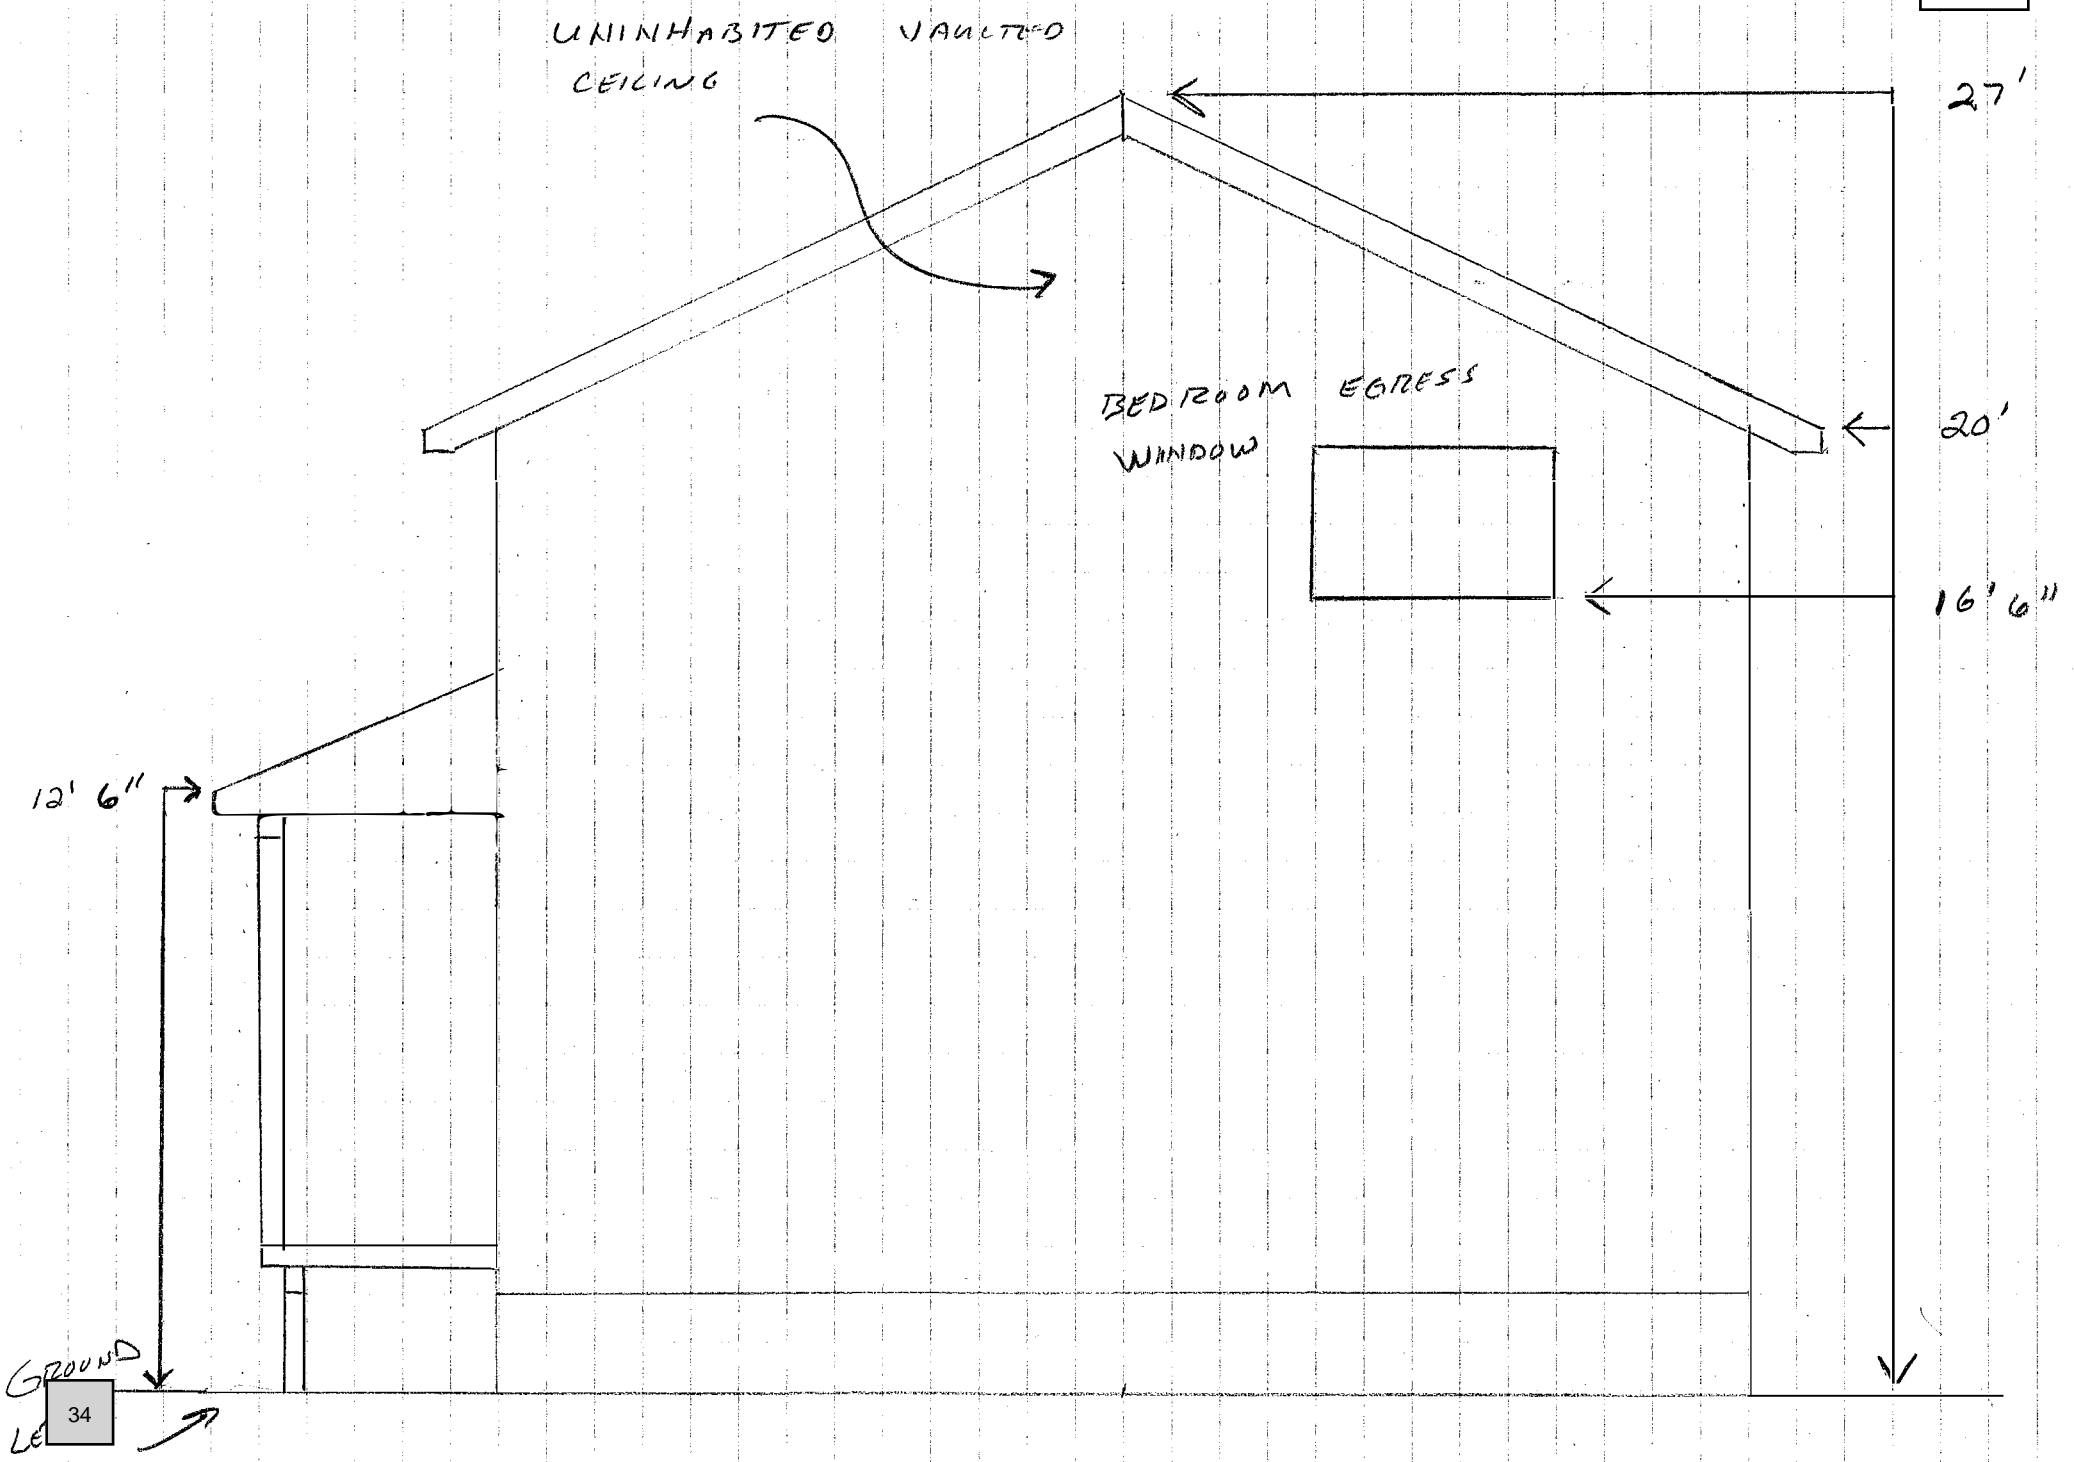 UNINHABITED VAULTED
CEILING
27'
BEDROOM EGRESS
WINDOW
20'
16' 6"
12' 6"
GROUND
34